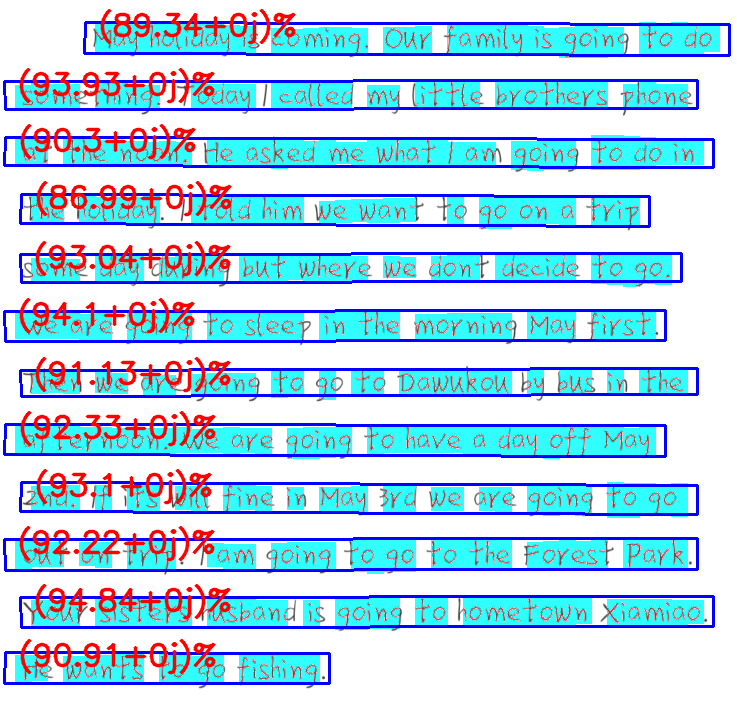 (89.34+0j)%
May holiday is coming. Our family is going to do
(93.93+0j)%
something. Today I called my little brothers phone
(90.3+0j)%
at the noon. He asked me what I am going to do in
(86.99+0j)%
the holiday. I told him we want to go on a trip
(93.04+0j)%
some day during but where we dont decide to go.
(94.1+0j)%
We are going to sleep in the morning May first.
(91.13+0j)%
Then we are going to go to Dawukou by bus in the
(92.33+0j)%
afternoon. We are going to have a day off May
(93.1+0j)%
2nd. If its will fine in May 3rd we are going to go
(92.22+0j)%
out on trip. I am going to go to the Forest Park.
(94.84+0j)%
Your sisters husband is going to hometown Xiamiao.
(90.91+0j)%
He wants to go fishing.